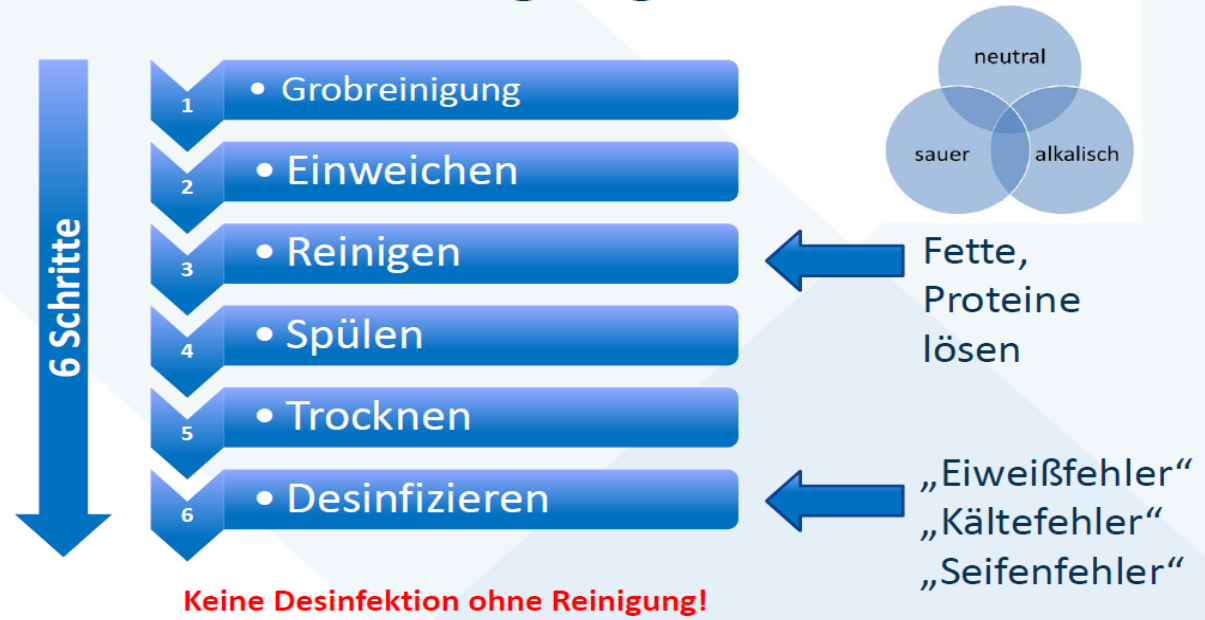 6 Schritte
1
• Grobreinigung
2
• Einweichen
3
• Reinigen
4
• Spülen
5
• Trocknen
6
• Desinfizieren
neutral
sauer
alkalisch
Fette,
Proteine
lösen
„Eiweißfehler“
„Kältefehler“
„Seifenfehler“
Keine Desinfektion ohne Reinigung!